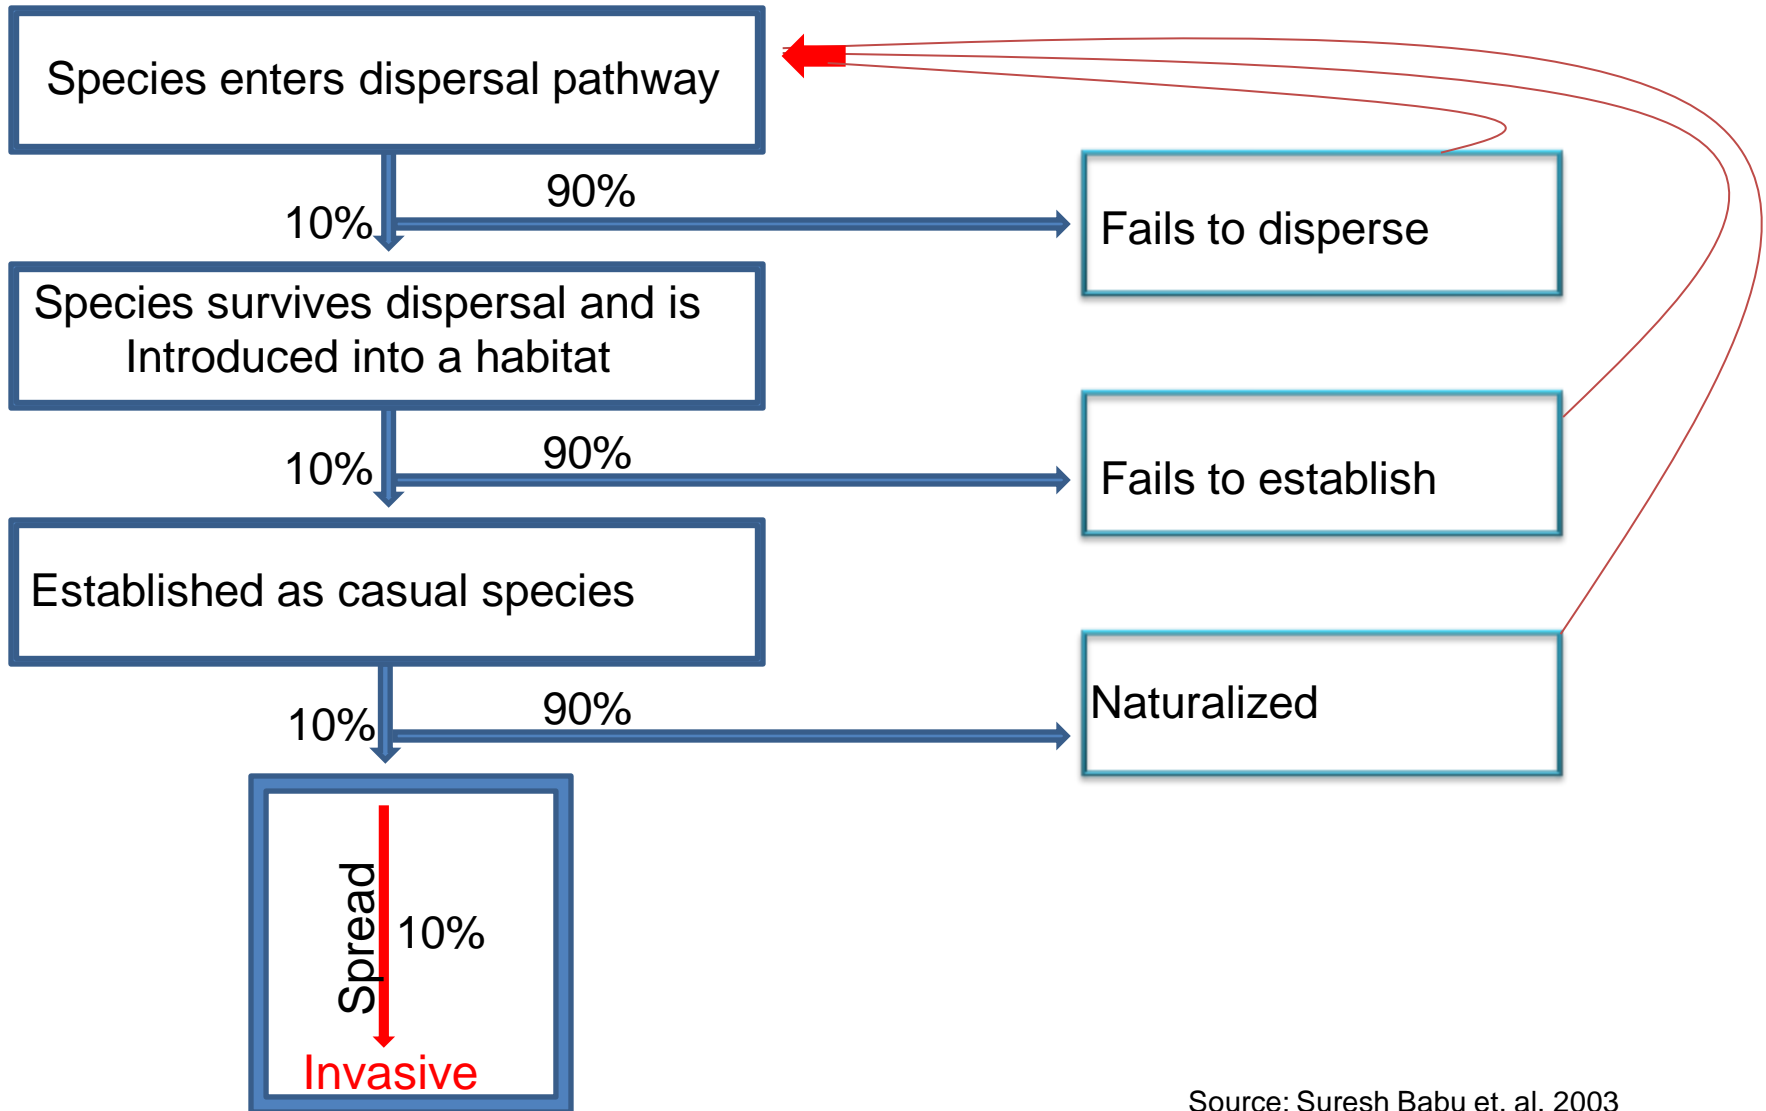 Species enters dispersal pathway
90%
10%
Fails to disperse
Species survives dispersal and is
Introduced into a habitat
90%
10%
Fails to establish
Established as casual species
90%
10%
Naturalized
Spread
10%
Invasive
Source: Suresh Babu et. al. 2003